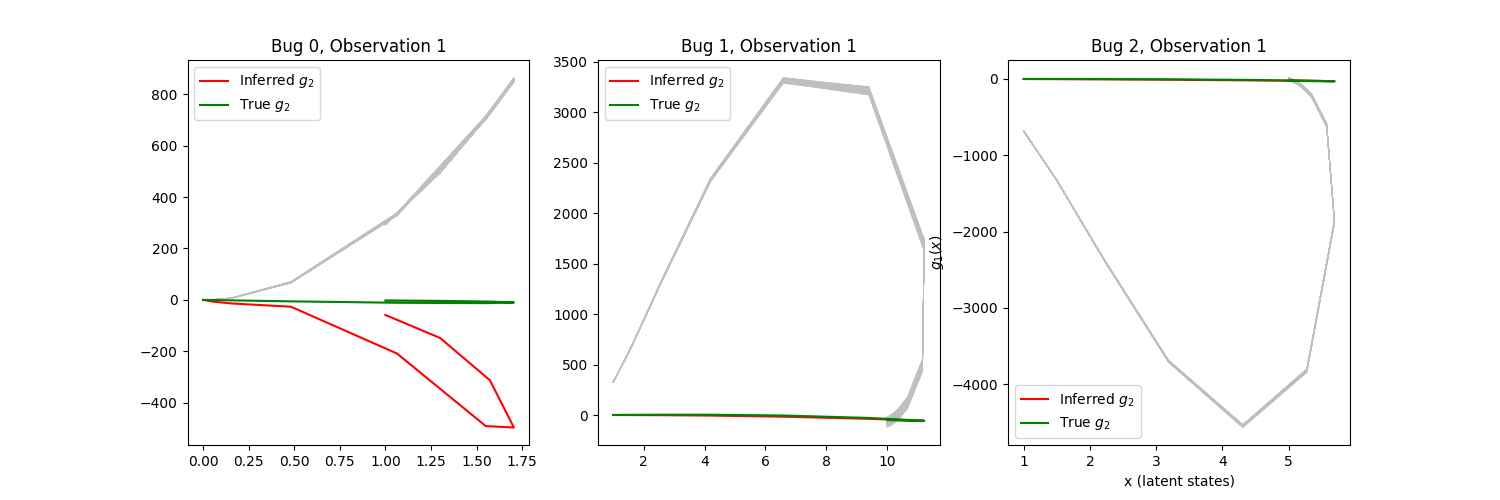 Bug 0, Observation 1
Inferred g₂
True g₂
800
600
400
200
0
−200
−400
0.00 0.25 0.50 0.75 1.00 1.25 1.50 1.75
Bug 1, Observation 1
Inferred g₂
True g₂
3500
3000
2500
2000
1500
1000
500
0
2 4 6 8 10
Bug 2, Observation 1
g₁(x)
0
−1000
−2000
−3000
−4000
Inferred g₂
True g₂
1 2 3 4 5
x (latent states)